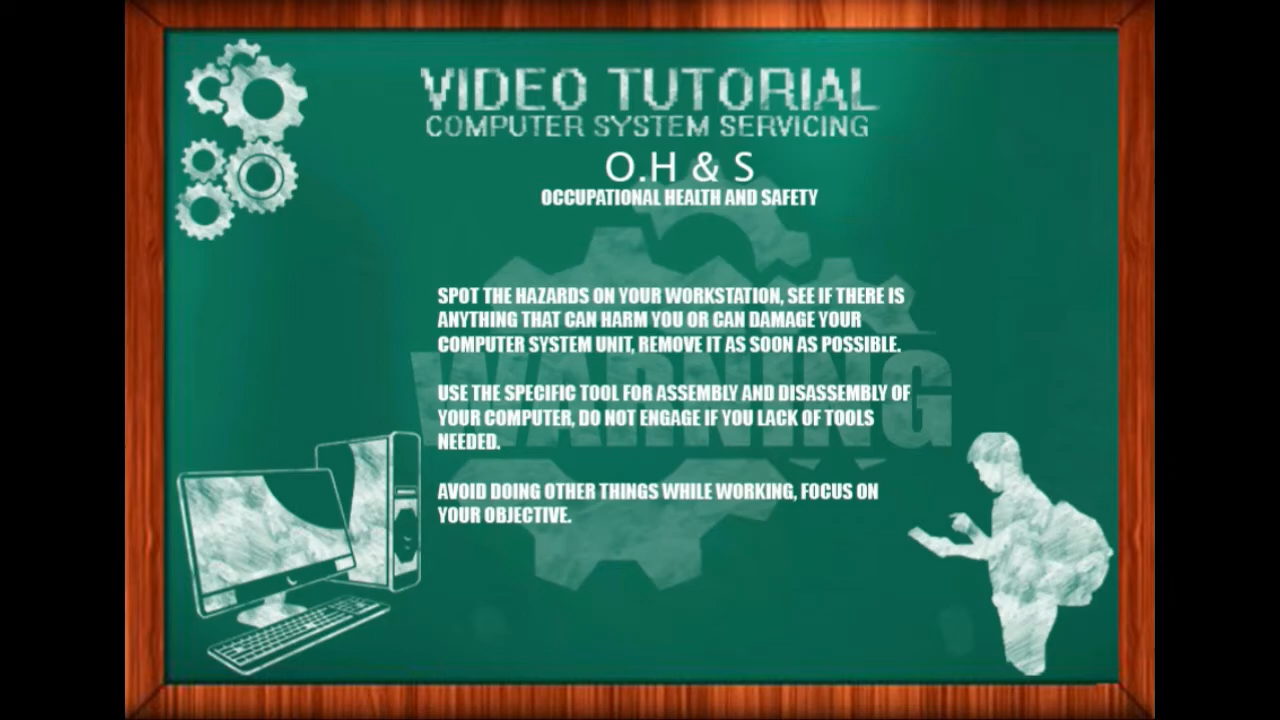 VIDEO TUTORIAL
COMPUTER SYSTEM SERVICING
O.H & S
OCCUPATIONAL HEALTH AND SAFETY
SPOT THE HAZARDS ON YOUR WORKSTATION, SEE IF THERE IS
ANYTHING THAT CAN HARM YOU OR CAN DAMAGE YOUR
COMPUTER SYSTEM UNIT, REMOVE IT AS SOON AS POSSIBLE.
WARNING
USE THE SPECIFIC TOOL FOR ASSEMBLY AND DISASSEMBLY OF
YOUR COMPUTER, DO NOT ENGAGE IF YOU LACK OF TOOLS
NEEDED.
AVOID DOING OTHER THINGS WHILE WORKING, FOCUS ON
YOUR OBJECTIVE.